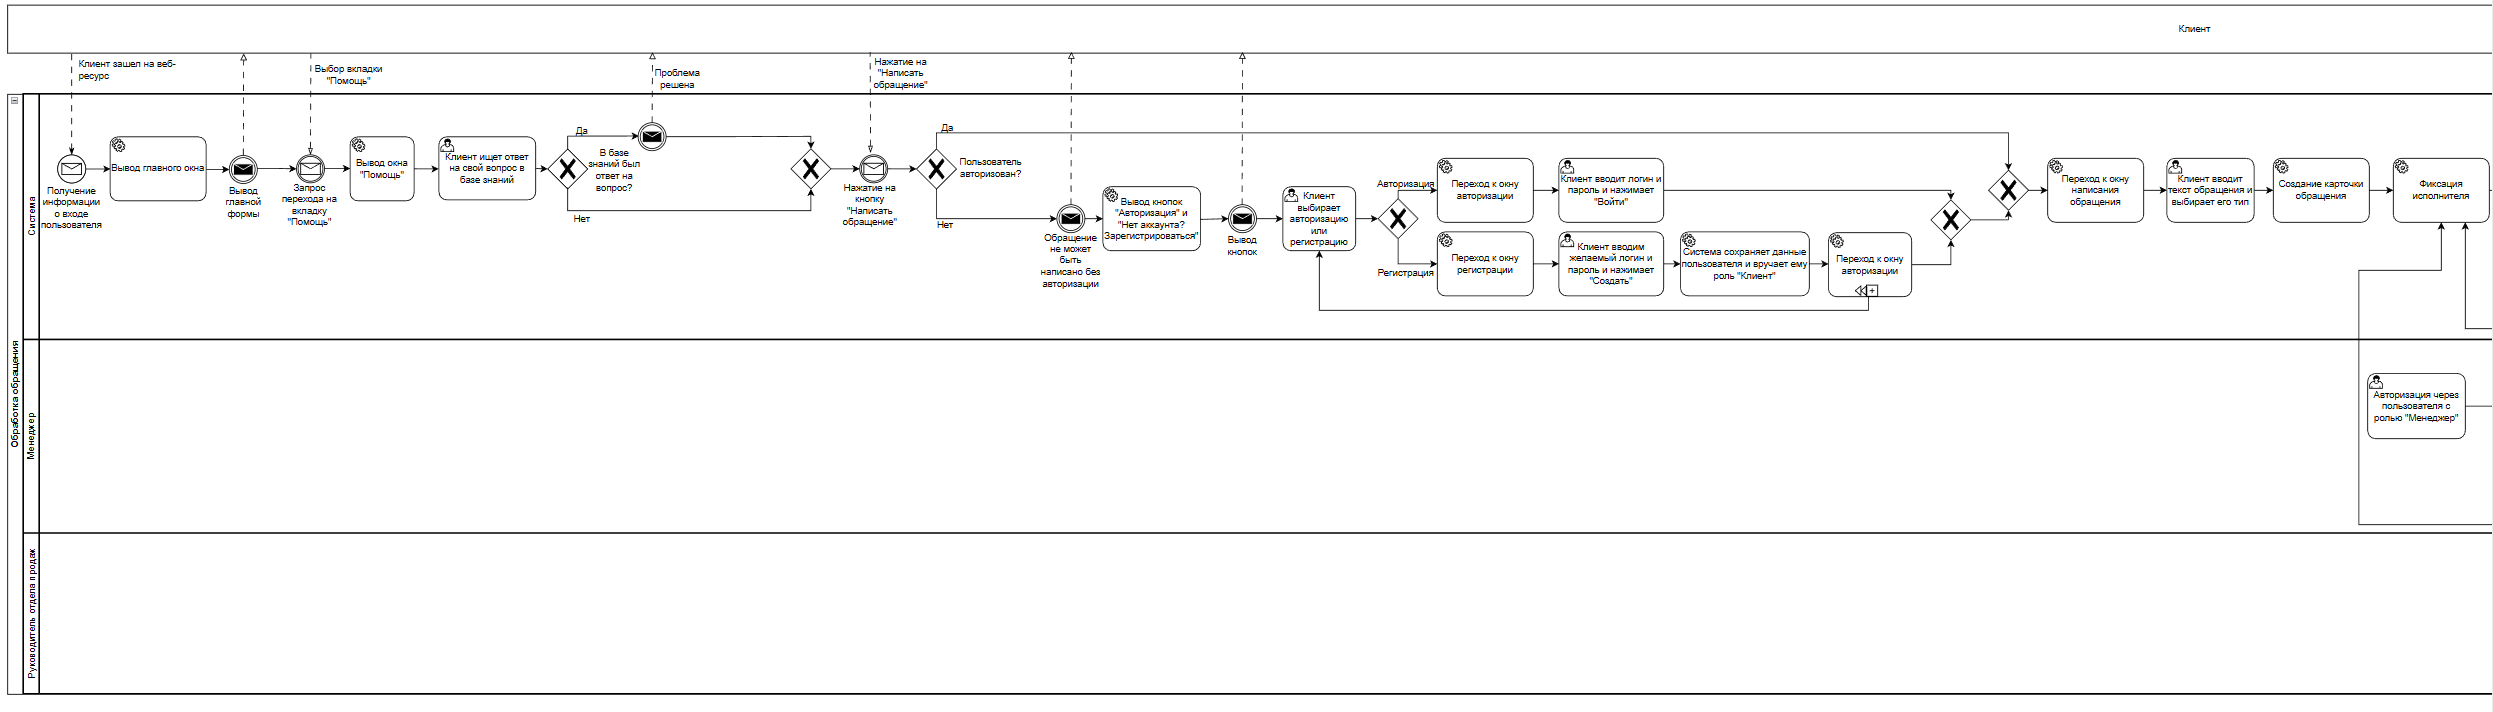 Клиент
Клиент зашел на веб-
ресурс
Выбор вкладки
"Помощь"
Проблема
решена
Нажатие на
"Написать
обращение"
Обработка обращения
Система
Получение
информации
о входе
пользователя
Вывод главного окна
Вывод
главной
формы
Запрос
перехода на
вкладку
"Помощь"
Вывод окна
"Помощь"
Клиент ищет ответ
на свой вопрос в
базе знаний
Да
В базе
знаний был
ответ на
вопрос?
Нет
Нажатие на
кнопку
"Написать
обращение"
Да
Пользователь
авторизован?
Нет
Обращение
не может
быть
написано без
авторизации
Вывод кнопок
"Авторизация" и
"Нет аккаунта?
Зарегистрироваться"
Вывод
кнопок
Клиент
выбирает
авторизацию
или
регистрацию
Авторизация
Регистрация
Переход к окну
авторизации
Клиент вводит логин и
пароль и нажимает
"Войти"
Переход к окну
регистрации
Клиент вводим
желаемый логин и
пароль и нажимает
"Создать"
Система сохраняет данные
пользователя и вручает ему
роль "Клиент"
Переход к окну
авторизации
Переход к окну
написания
обращения
Клиент вводит
текст обращения и
выбирает его тип
Создание карточки
обращения
Фиксация
исполнителя
Менеджер
Авторизация через
пользователя с
ролью "Менеджер"
Руководитель отдела продаж